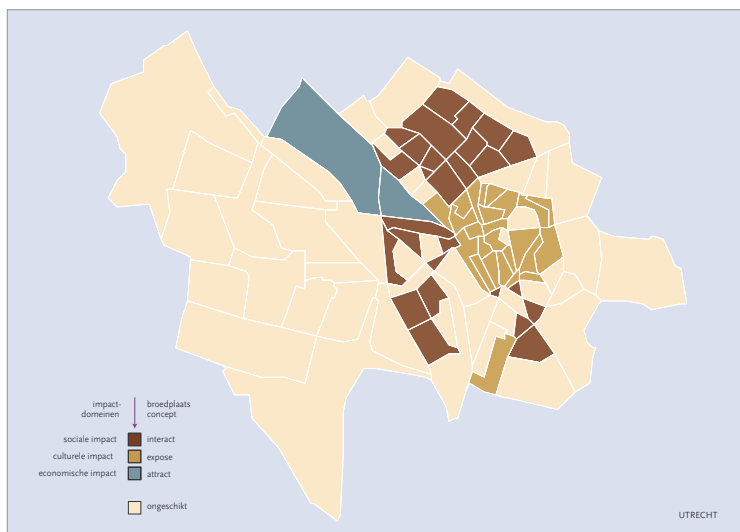 impact-
domeinen
broedplaats
concept
sociale impact interact
culturele impact expose
economische impact attract
ongeschikt
UTRECHT